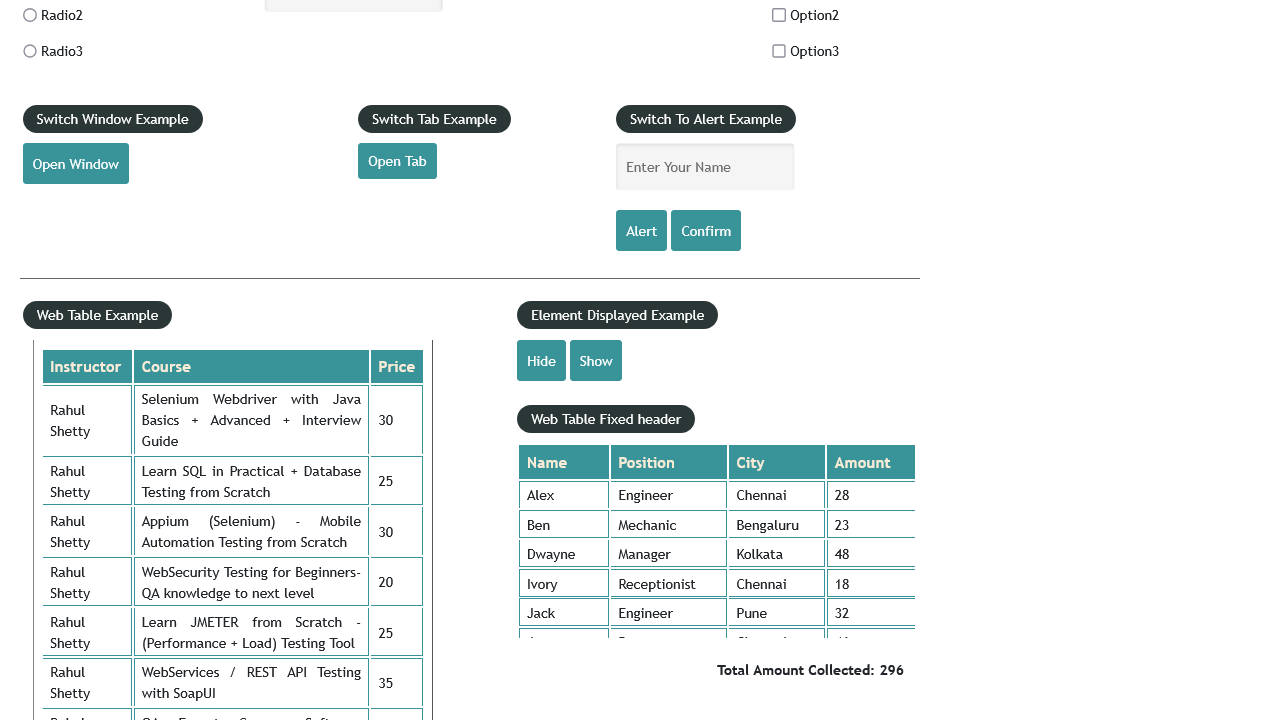 Radio2
Option2
Radio3
Option3
Switch Window Example
Switch Tab Example
Switch To Alert Example
Open Window
Open Tab
Enter Your Name
Alert
Confirm
Web Table Example
Element Displayed Example
Instructor Course Price
Rahul Shetty
Selenium Webdriver with Java
Basics + Advanced + Interview
Guide
30
Rahul Shetty
Learn SQL in Practical + Database
Testing from Scratch
25
Rahul Shetty
Appium (Selenium) - Mobile
Automation Testing from Scratch
30
Rahul Shetty
WebSecurity Testing for Beginners-
QA knowledge to next level
20
Rahul Shetty
Learn JMETER from Scratch -
(Performance + Load) Testing Tool
25
Rahul Shetty
WebServices / REST API Testing
with SoapUI
35
Hide
Show
Web Table Fixed header
Name Position City Amount
Alex Engineer Chennai 28
Ben Mechanic Bengaluru 23
Dwayne Manager Kolkata 48
Ivory Receptionist Chennai 18
Jack Engineer Pune 32
Total Amount Collected: 296